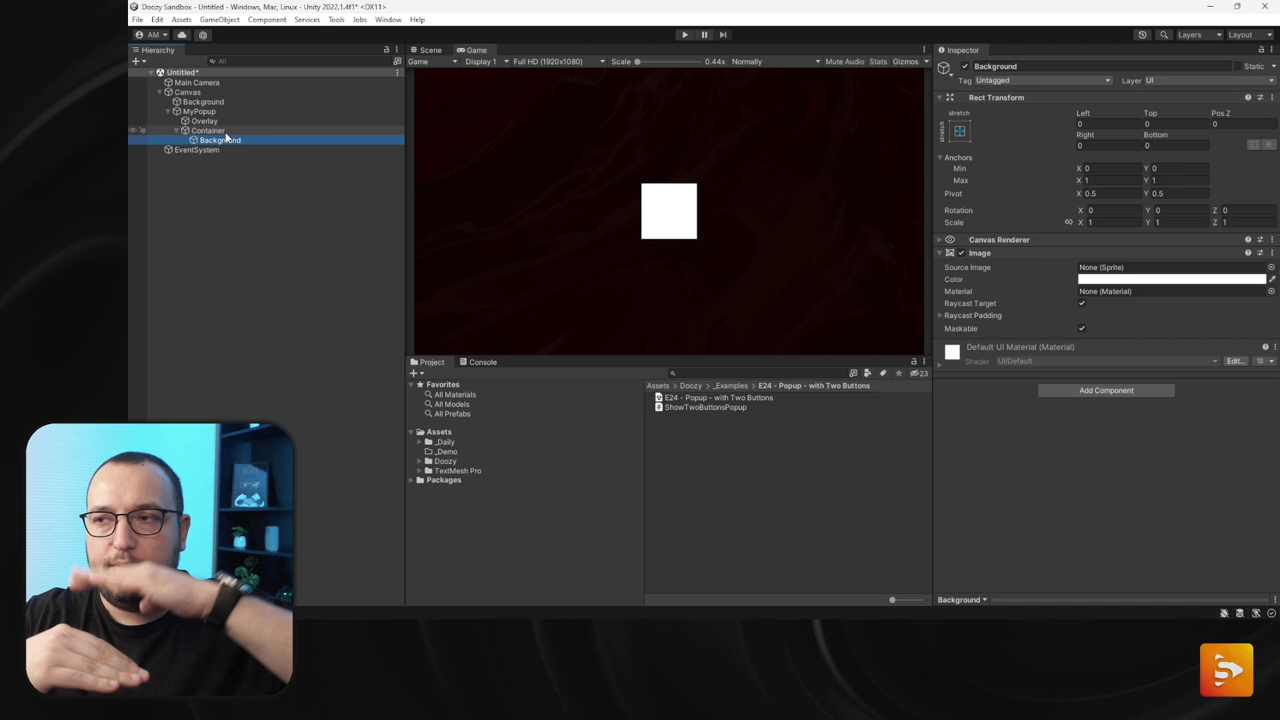 Doozy Sandbox - Untitled - Windows, Mac, Linux - Unity 2022.1.4f1* <DX11>
File Edit Assets GameObject Component Services Tools Jobs Window Help
AM Layers Layout
Hierarchy
All
Untitled*
Main Camera
Canvas
Background
MyPopup
Overlay
Container
Background
EventSystem
Scene Game
Game Display 1 Full HD (1920x1080) Scale 0.44x Normally Mute Audio Stats Gizmos
Project Console
23
Favorites
All Materials
All Models
All Prefabs
Assets
_Daily
_Demo
Doozy
TextMesh Pro
Packages
Assets Doozy _Examples E24 - Popup - with Two Buttons
E24 - Popup - with Two Buttons
ShowTwoButtonsPopup
Inspector
Background Static
Tag Untagged Layer UI
Rect Transform
stretch Left Top Pos Z
stretch 0 0 0
Right Bottom
0 0 R
Anchors
Min X 0 Y 0
Max X 1 Y 1
Pivot X 0.5 Y 0.5
Rotation X 0 Y 0 Z 0
Scale X 1 Y 1 Z 1
Canvas Renderer
Image
Source Image None (Sprite)
Color
Material None (Material)
Raycast Target
Raycast Padding
Maskable
Default UI Material (Material)
Shader UI/Default Edit...
Add Component
Background